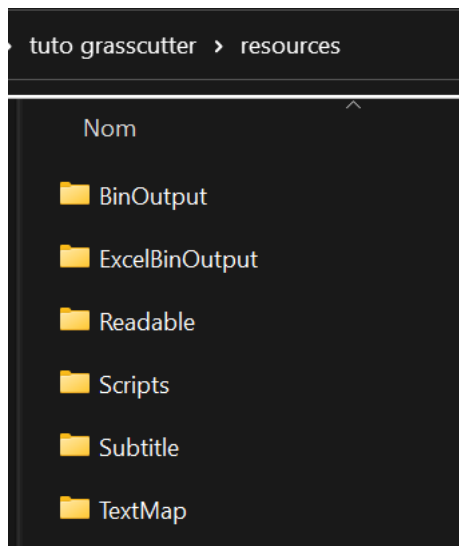 tuto grasscutter > resources
Nom
BinOutput
ExcelBinOutput
Readable
Scripts
Subtitle
TextMap